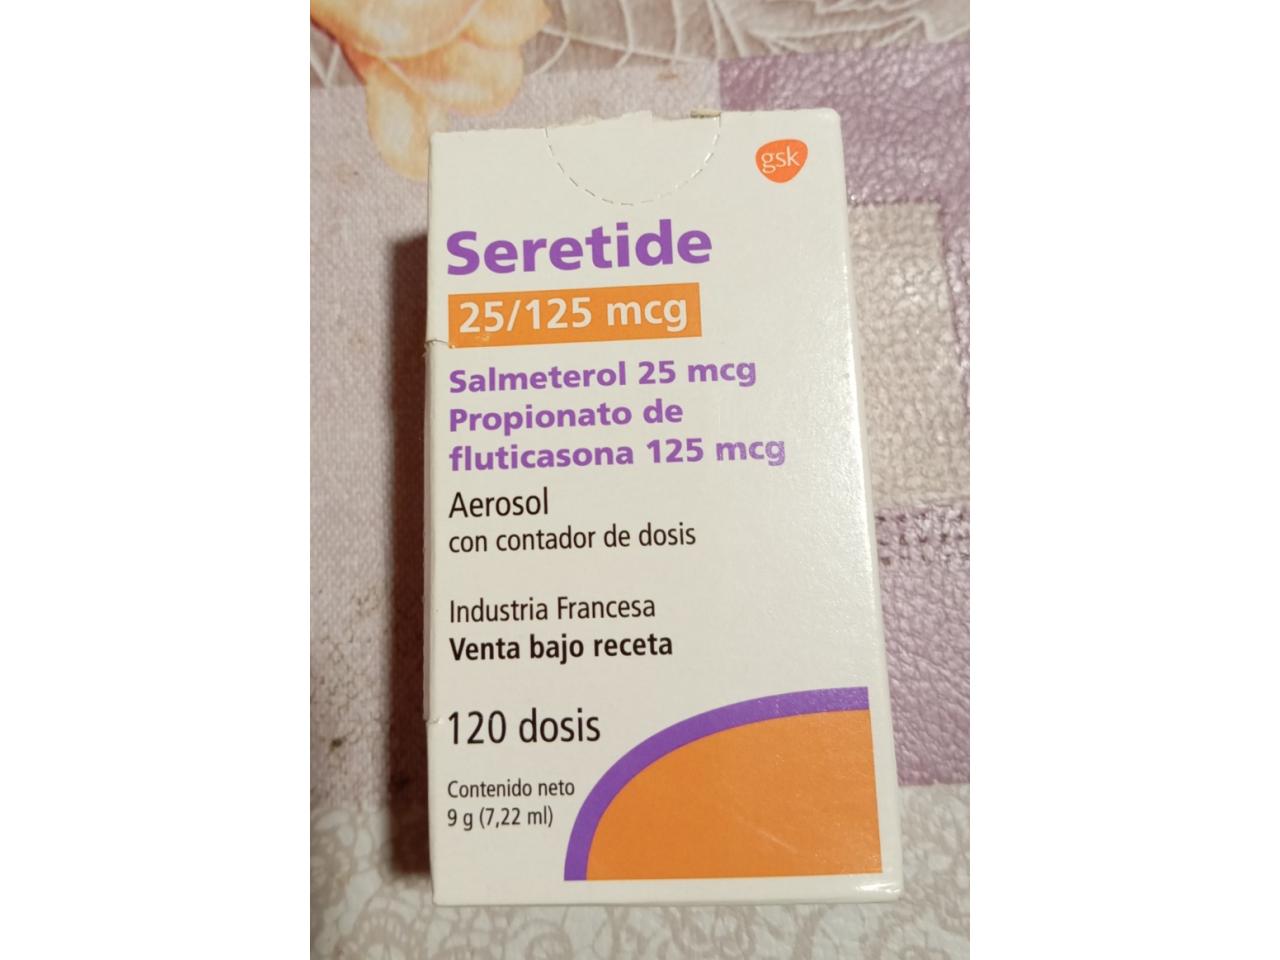 gsk
Seretide
25/125 mcg
Salmeterol 25 mcg
Propionato de
fluticasona 125 mcg
Aerosol
con contador de dosis
Industria Francesa
Venta bajo receta
120 dosis
Contenido neto
9 g (7,22 ml)